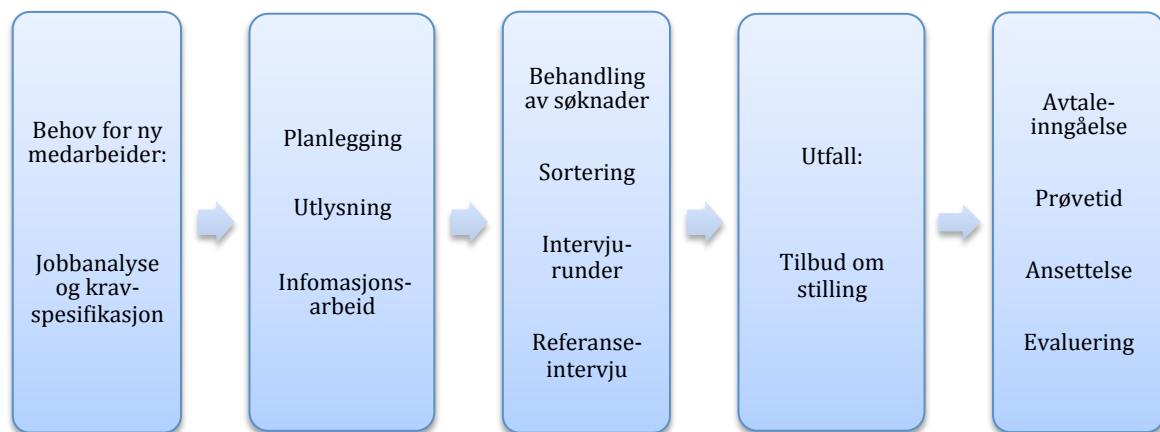 Behov for ny
medarbeider:
Jobbanalyse
og krav-
spesifikasjon
Planlegging
Utlysning
Infomasjons-
arbeid
Behandling
av søknader
Sortering
Intervju-
runder
Referanse-
intervju
Utfall:
Tilbud om
stilling
Avtale-
inngåelse
Prøvetid
Ansettelse
Evaluering